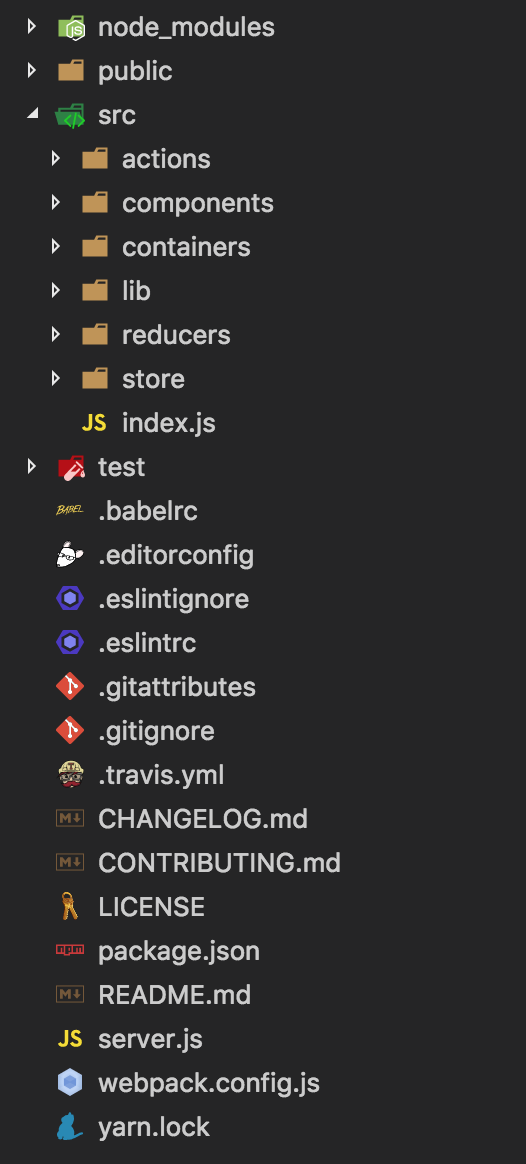 node_modules
public
src
actions
components
containers
lib
reducers
store
JS index.js
test
BABEL .babelrc
.editorconfig
.eslintignore
.eslintrc
.gitattributes
.gitignore
.travis.yml
CHANGELOG.md
CONTRIBUTING.md
LICENSE
package.json
README.md
JS server.js
webpack.config.js
yarn.lock